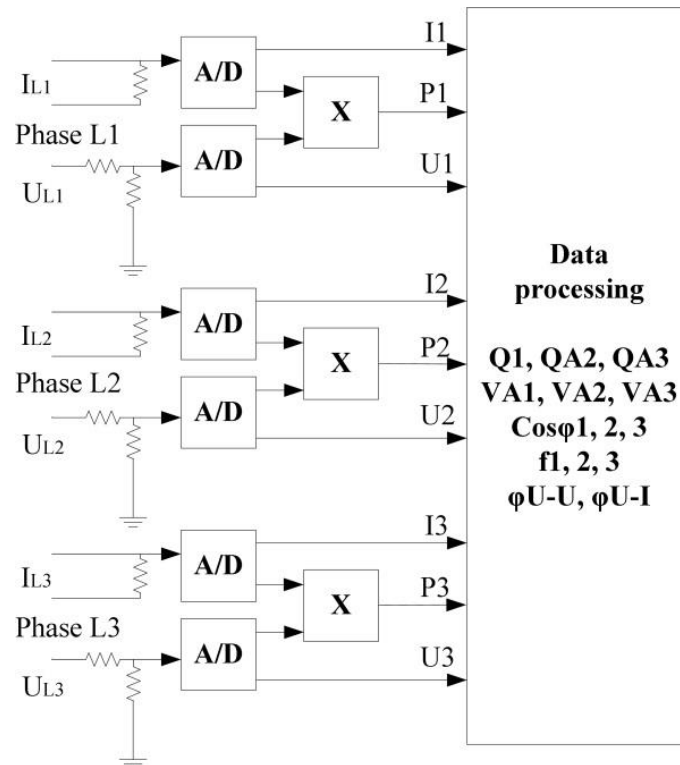 I1
A/D
IL1
P1
X
Phase L1
A/D
U1
UL1
I2
A/D
IL2
P2
X
Phase L2
A/D
U2
UL2
I3
A/D
IL3
P3
X
Phase L3
A/D
U3
UL3
Data
processing
Q1, QA2, QA3
VA1, VA2, VA3
Cosφ1, 2, 3
f1, 2, 3
φU-U, φU-I